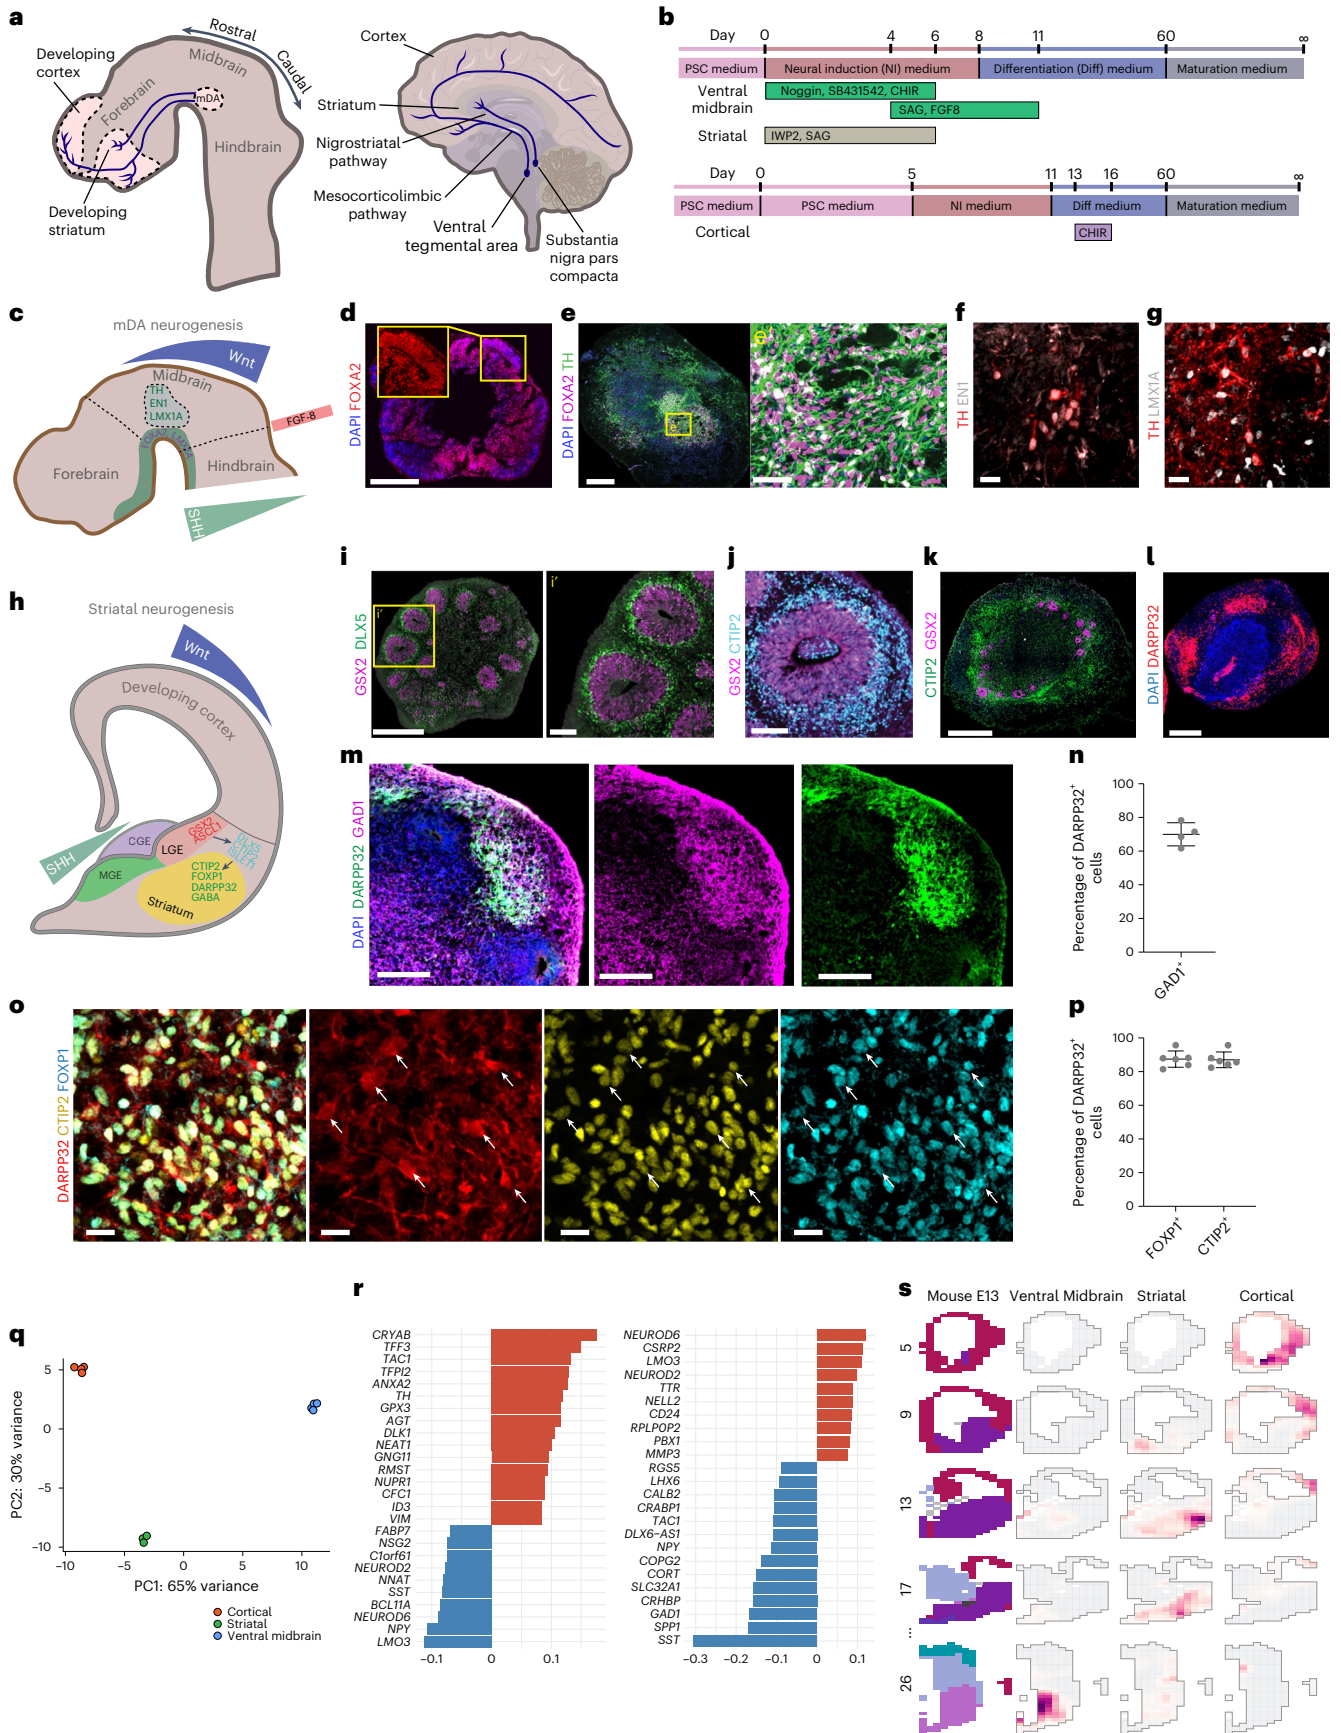 a
Rostral
Caudal
Developing
cortex
Midbrain
Forebrain
mDA
Hindbrain
Developing
striatum
Cortex
Striatum
Nigrostriatal
pathway
Mesocorticolimbic
pathway
Ventral
tegmental area
Substantia
nigra pars
compacta
b
Day 0 4 6 8 11 60 ∞
PSC medium Neural induction (NI) medium Differentiation (Diff) medium Maturation medium
Ventral
midbrain
Noggin, SB431542, CHIR
SAG, FGF8
Striatal
IWP2, SAG
Day 0 5 11 13 16 60 ∞
PSC medium PSC medium NI medium Diff medium Maturation medium
Cortical
CHIR
c
mDA neurogenesis
Wnt
Midbrain
TH
EN1
LMX1A
FGF-8
Forebrain
Hindbrain
SHH
d
DAPI FOXA2
e
DAPI FOXA2 TH
f
TH EN1
g
TH LMX1A
h
Striatal neurogenesis
Wnt
Developing cortex
SHH
CGE
MGE
LGE
GSX2
ASCL1
DLX5
CTIP2
ISLET1
CTIP2
FOXP1
DARPP32
GABA
Striatum
i
GSX2 DLX5
i′
i′
j
GSX2 CTIP2
k
CTIP2 GSX2
l
DAPI DARPP32
m
DAPI DARPP32 GAD1
n
Percentage of DARPP32+
cells
100
80
60
40
20
0
GAD1+
o
DARPP32 CTIP2 FOXP1
p
Percentage of DARPP32+
cells
100
80
60
40
20
0
FOXP1+
CTIP2+
q
PC2: 30% variance
5
0
−5
−10
−10 −5 0 5 10
PC1: 65% variance
Cortical
Striatal
Ventral midbrain
r
CRYAB
TFF3
TAC1
TFPI2
ANXA2
TH
GPX3
AGT
DLK1
NEAT1
GNG11
RMST
NUPR1
CFC1
ID3
VIM
FABP7
NSG2
C1orf61
NEUROD2
NNAT
SST
BCL11A
NEUROD6
NPY
LMO3
−0.1 0 0.1
NEUROD6
CSRP2
LMO3
NEUROD2
TTR
NELL2
CD24
RPLP0P2
PBX1
MMP3
RGS5
LHX6
CALB2
CRABP1
TAC1
DLX6−AS1
NPY
COPG2
CORT
SLC32A1
CRHBP
GAD1
SPP1
SST
−0.3 −0.2 −0.1 0 0.1
s
Mouse E13 Ventral Midbrain Striatal Cortical
5
9
13
17
...
26